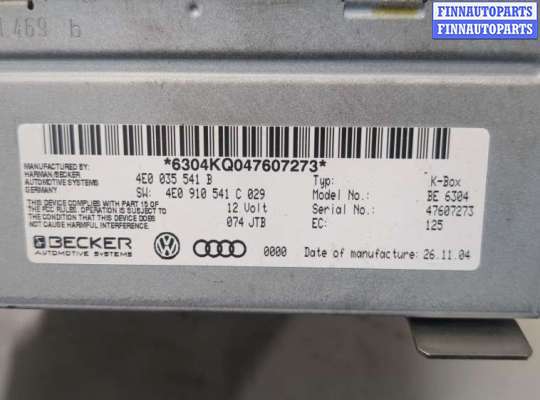 FINNAUTOPARTS
FINNAUTOPARTS
FINNAUTOPARTS
469 b
*6304KQ047607273*
MANUFACTURED BY:
HARMAN/BECKER
AUTOMOTIVE SYSTEMS
GERMANY
4E0 035 541 B
SW: 4E0 910 541 C 029
12 Volt
074 JTB
THIS DEVICE COMPLIES WITH PART 15 OF
THE FCC RULES. OPERATION IS SUBJECT
TO CONDITION THAT THIS DEVICE DOES
NOT CAUSE HARMFUL INTERFERENCE.
Typ: K-Box
Model No.: BE 6304
Serial No.: 47607273
EC: 125
BECKER
AUTOMOTIVE SYSTEMS
0000
Date of manufacture: 26.11.04